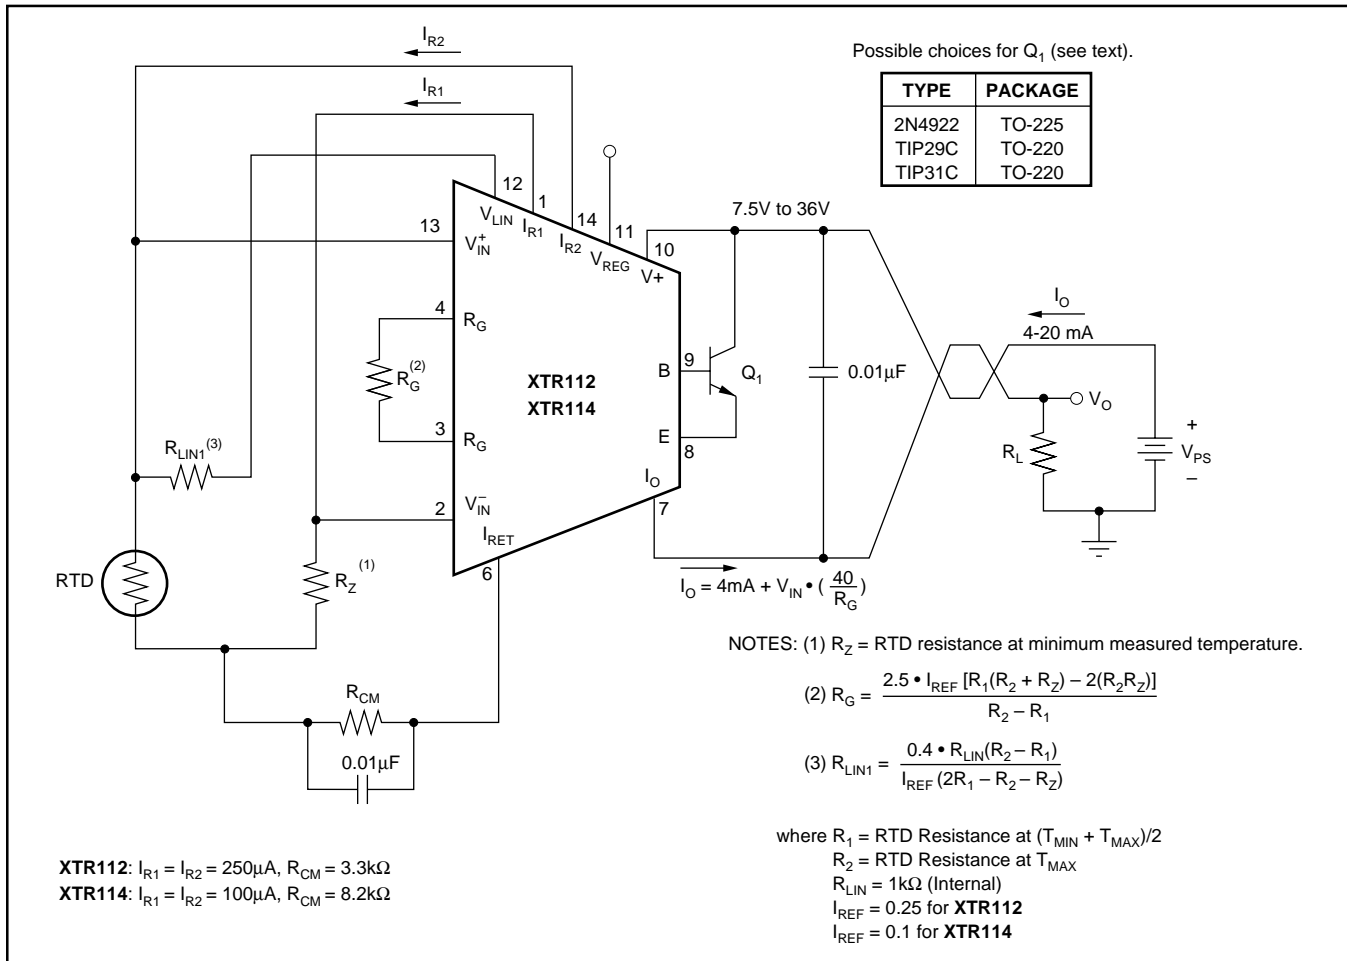 I_R2
I_R1
Possible choices for Q_1 (see text).
TYPE PACKAGE
2N4922 TO-225
TIP29C TO-220
TIP31C TO-220
12
1
14
11
10
13
V_LIN
I_R1
I_R2
V_REG
V+
7.5V to 36V
V_IN^+
4
R_G
R_G^(2)
XTR112
XTR114
3
R_G
B
9
Q_1
E
8
0.01µF
I_O
4-20 mA
V_O
R_L
+
V_PS
–
R_LIN1^(3)
2
V_IN^–
I_RET
6
I_O
7
RTD
R_Z^(1)
I_O = 4mA + V_IN • (40/R_G)
R_CM
0.01µF
NOTES: (1) R_Z = RTD resistance at minimum measured temperature.
(2) R_G = 2.5 • I_REF [R_1(R_2 + R_Z) – 2(R_2R_Z)] / R_2 – R_1
(3) R_LIN1 = 0.4 • R_LIN(R_2 – R_1) / I_REF (2R_1 – R_2 – R_Z)
where R_1 = RTD Resistance at (T_MIN + T_MAX)/2
R_2 = RTD Resistance at T_MAX
R_LIN = 1kΩ (Internal)
I_REF = 0.25 for XTR112
I_REF = 0.1 for XTR114
XTR112: I_R1 = I_R2 = 250µA, R_CM = 3.3kΩ
XTR114: I_R1 = I_R2 = 100µA, R_CM = 8.2kΩ